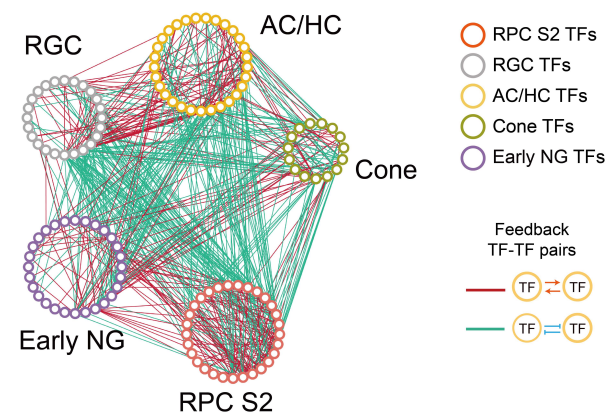 RGC
AC/HC
Cone
Early NG
RPC S2
RPC S2 TFs
RGC TFs
AC/HC TFs
Cone TFs
Early NG TFs
Feedback
TF-TF pairs
TF TF
TF TF